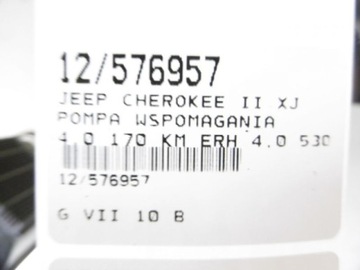 12/576957
JEEP CHEROKEE II XJ
POMPA WSPOMAGANIA
4.0 170 KM ERH 4.0 530
12/576957
G VII 10 B